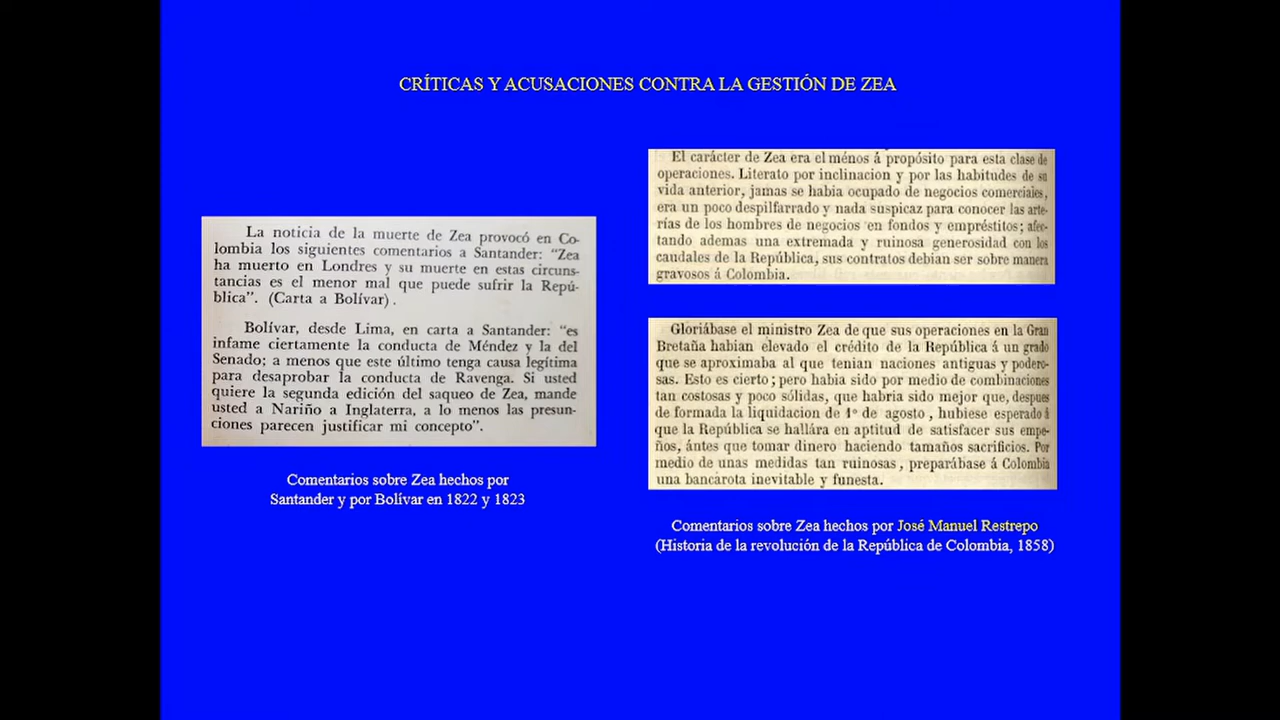 CRÍTICAS Y ACUSACIONES CONTRA LA GESTIÓN DE ZEA
La noticia de la muerte de Zea provocó en Co-
lombia los siguientes comentarios a Santander: “Zea
ha muerto en Londres y su muerte en estas circuns-
tancias es el menor mal que puede sufrir la Repú-
blica”. (Carta a Bolívar).
Bolívar, desde Lima, en carta a Santander: “es
infame ciertamente la conducta de Méndez y la del
Senado; a menos que este último tenga causa legítima
para desaprobar la conducta de Ravenga. Si usted
quiere la segunda edición del saqueo de Zea, mande
usted a Nariño a Inglaterra, a lo menos las presun-
ciones parecen justificar mi concepto”.
Comentarios sobre Zea hechos por
Santander y por Bolívar en 1822 y 1823
El carácter de Zea era el ménos á propósito para esta clase de
operaciones. Literato por inclinacion y por las habitudes de su
vida anterior, jamas se habia ocupado de negocios comerciales,
era un poco despilfarrado y nada suspicaz para conocer las arte-
rías de los hombres de negocios en fondos y empréstitos; afec-
tando ademas una extremada y ruinosa generosidad con los
caudales de la República, sus contratos debian ser sobre manera
gravosos á Colombia.
Gloriábase el ministro Zea de que sus operaciones en la Gran
Bretaña habian elevado el crédito de la República á un grado
que se aproximaba al que tenian naciones antiguas y podero-
sas. Esto es cierto; pero habia sido por medio de combinaciones
tan costosas y poco sólidas, que habria sido mejor que, despues
de formada la liquidacion de 1º de agosto, hubiese esperado á
que la República se hallára en aptitud de satisfacer sus empe-
ños, ántes que tomar dinero haciendo tamaños sacrificios. Por
medio de unas medidas tan ruinosas, preparábase á Colombia
una bancarota inevitable y funesta.
Comentarios sobre Zea hechos por José Manuel Restrepo
(Historia de la revolución de la República de Colombia, 1858)